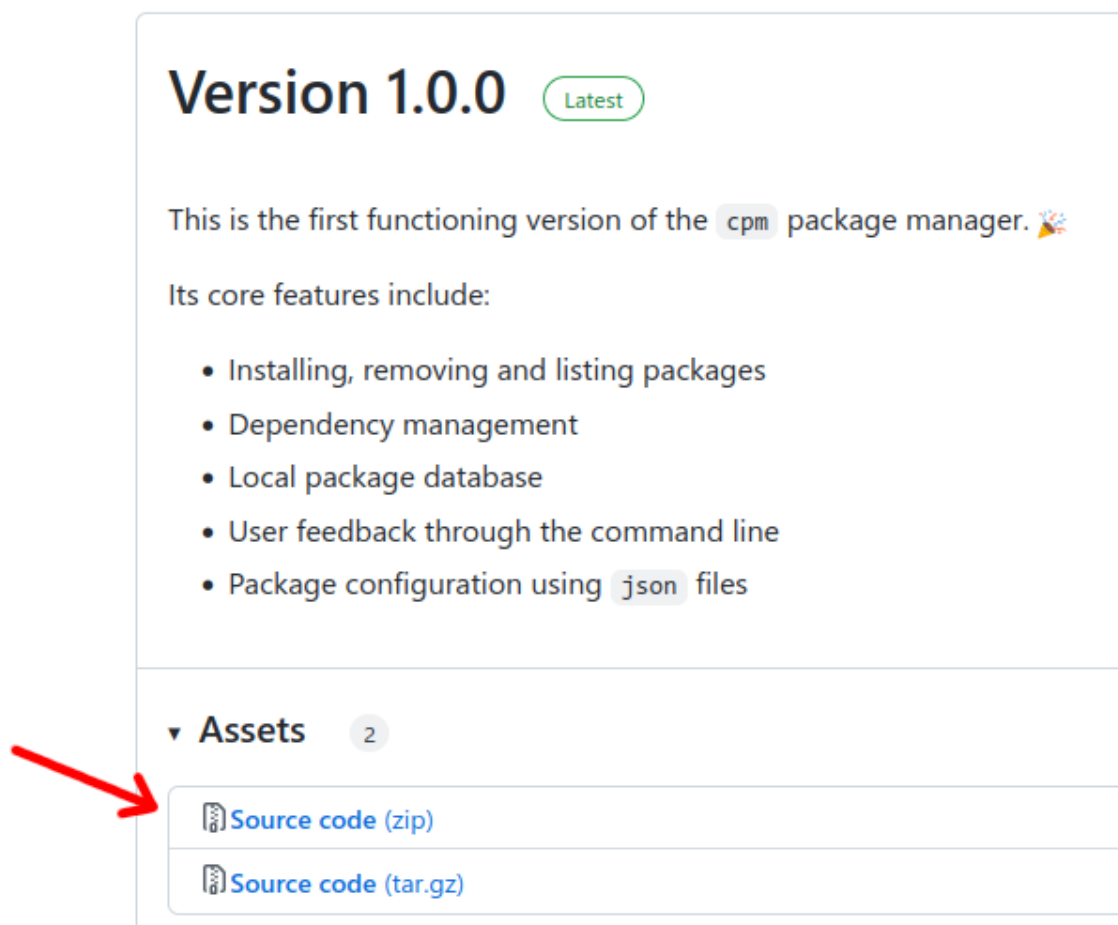 Version 1.0.0 Latest
This is the first functioning version of the cpm package manager. 🎉
Its core features include:
• Installing, removing and listing packages
• Dependency management
• Local package database
• User feedback through the command line
• Package configuration using json files
▾ Assets 2
Source code (zip)
Source code (tar.gz)